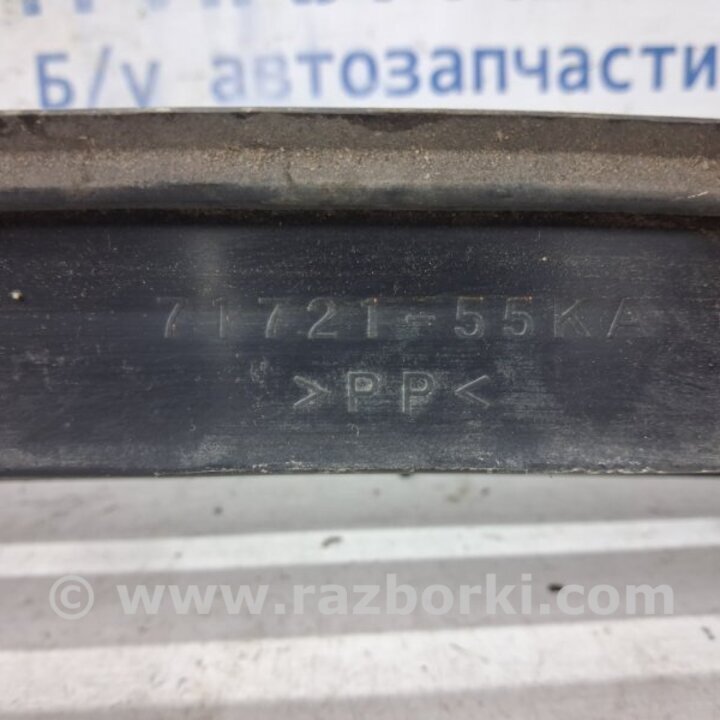 Б/у автозапчасти
71721-55KA
>PP<
© www.razborki.com